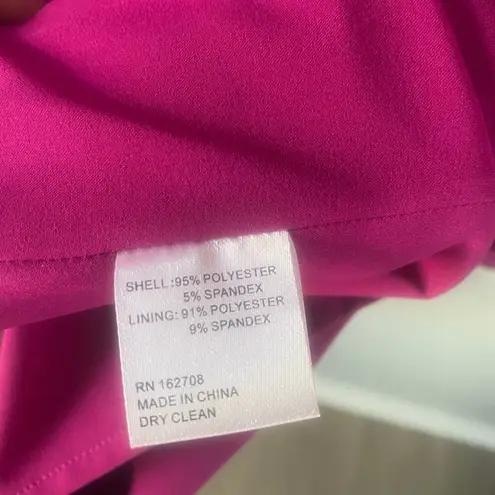 SHELL:95% POLYESTER
5% SPANDEX
LINING: 91% POLYESTER
9% SPANDEX
RN 162708
MADE IN CHINA
DRY CLEAN